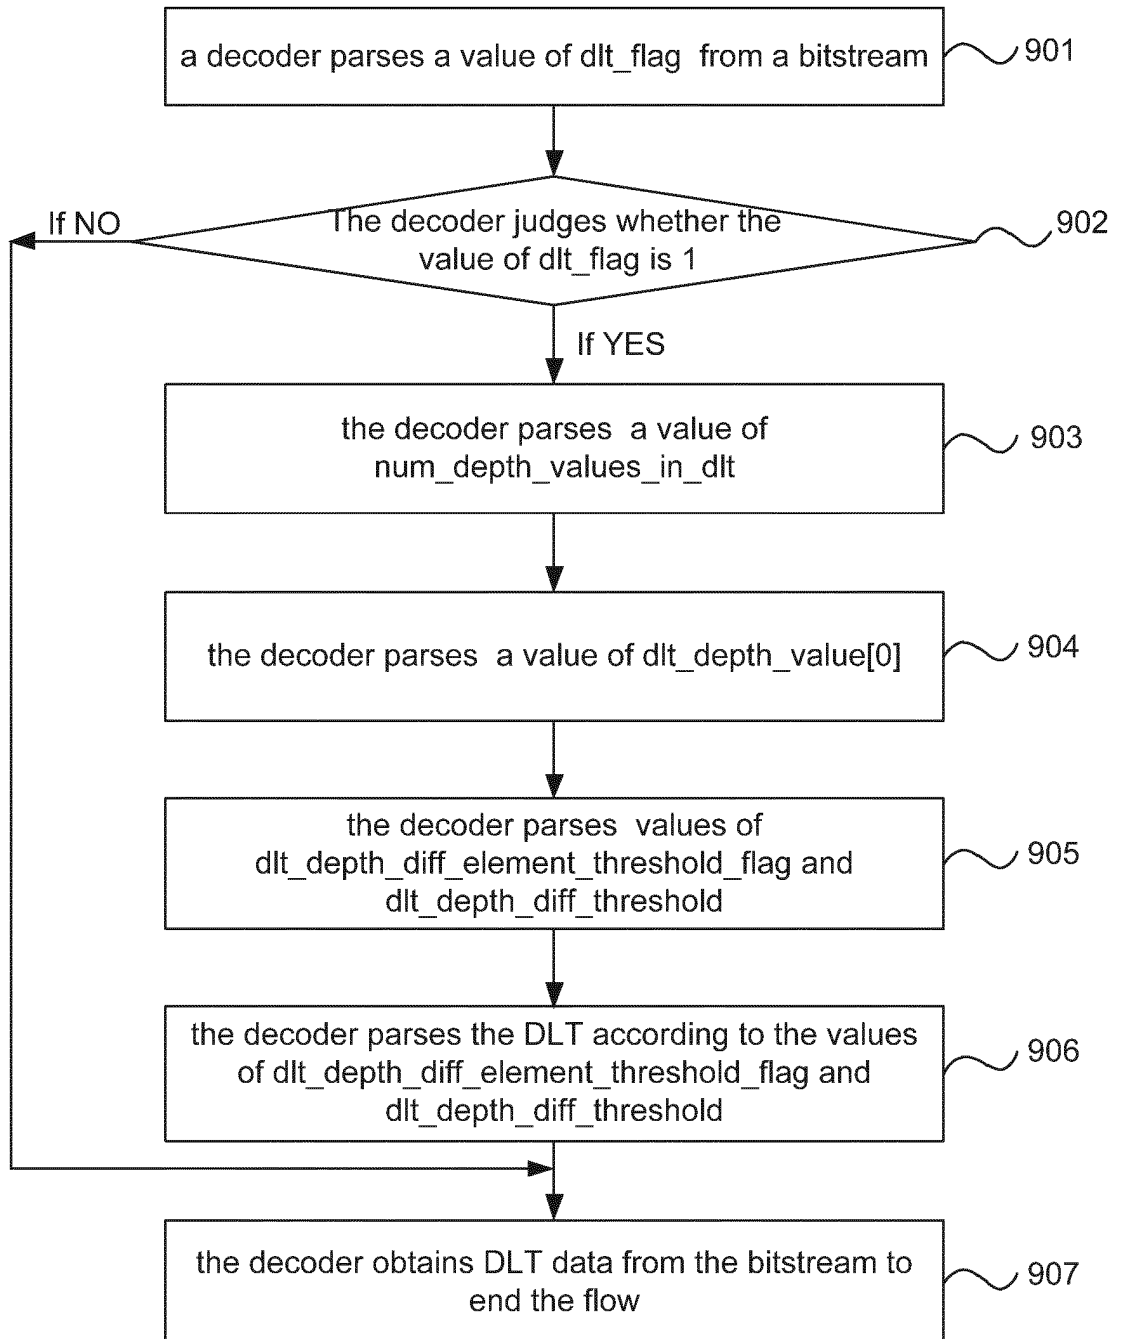 a decoder parses a value of dlt_flag from a bitstream
901
If NO
The decoder judges whether the
value of dlt_flag is 1
902
If YES
the decoder parses a value of
num_depth_values_in_dlt
903
the decoder parses a value of dlt_depth_value[0]
904
the decoder parses values of
dlt_depth_diff_element_threshold_flag and
dlt_depth_diff_threshold
905
the decoder parses the DLT according to the values
of dlt_depth_diff_element_threshold_flag and
dlt_depth_diff_threshold
906
the decoder obtains DLT data from the bitstream to
end the flow
907